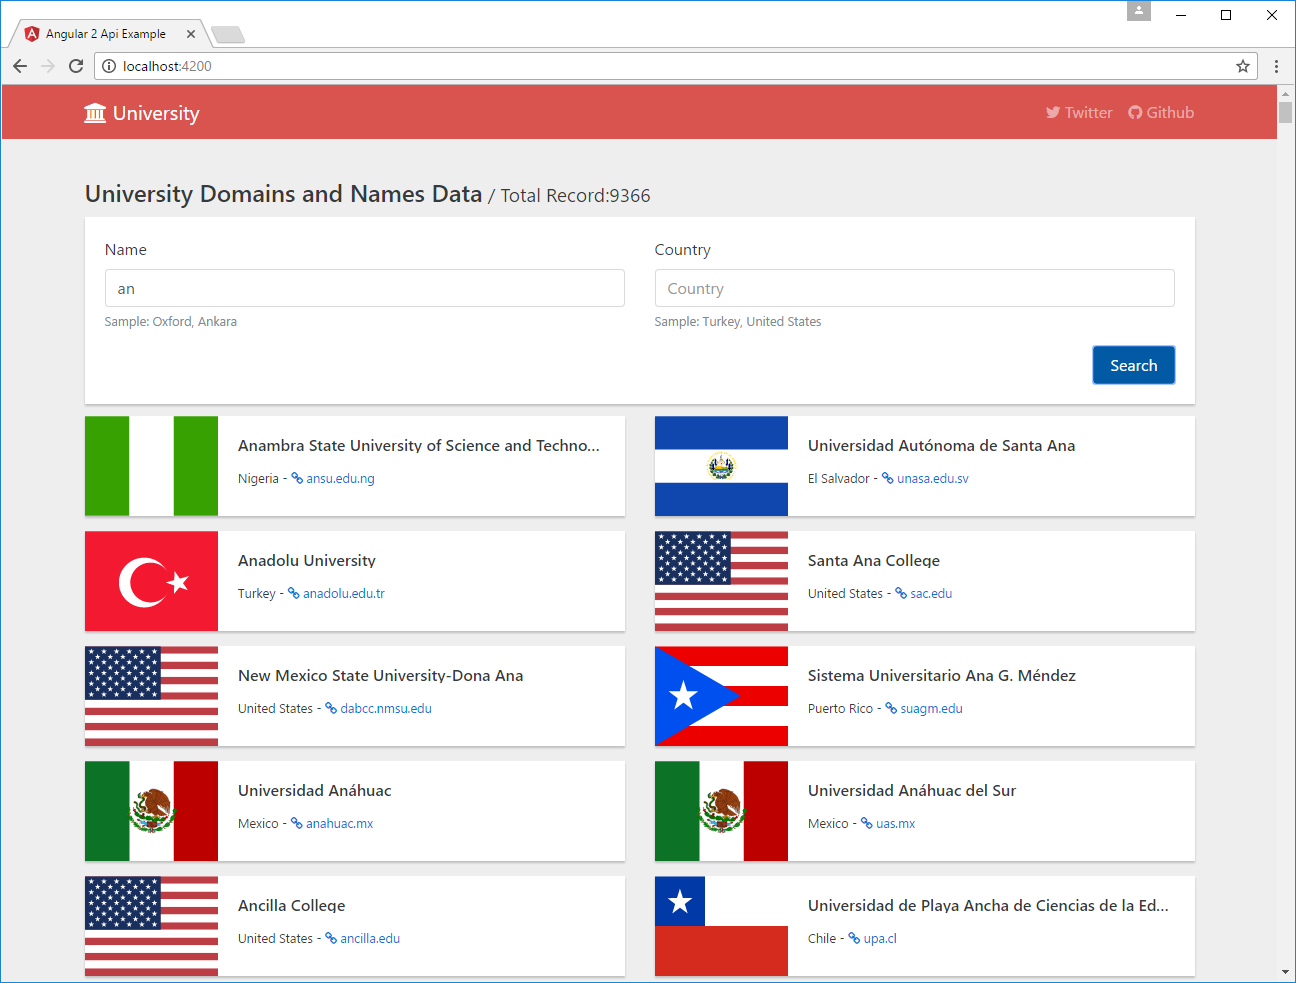 Angular 2 Api Example
localhost:4200
University
Twitter Github
University Domains and Names Data / Total Record:9366
Name
an
Sample: Oxford, Ankara
Country
Country
Sample: Turkey, United States
Search
Anambra State University of Science and Techno...
Nigeria - ansu.edu.ng
Universidad Autónoma de Santa Ana
El Salvador - unasa.edu.sv
Anadolu University
Turkey - anadolu.edu.tr
Santa Ana College
United States - sac.edu
New Mexico State University-Dona Ana
United States - dabcc.nmsu.edu
Sistema Universitario Ana G. Méndez
Puerto Rico - suagm.edu
Universidad Anáhuac
Mexico - anahuac.mx
Universidad Anáhuac del Sur
Mexico - uas.mx
Ancilla College
United States - ancilla.edu
Universidad de Playa Ancha de Ciencias de la Ed...
Chile - upa.cl